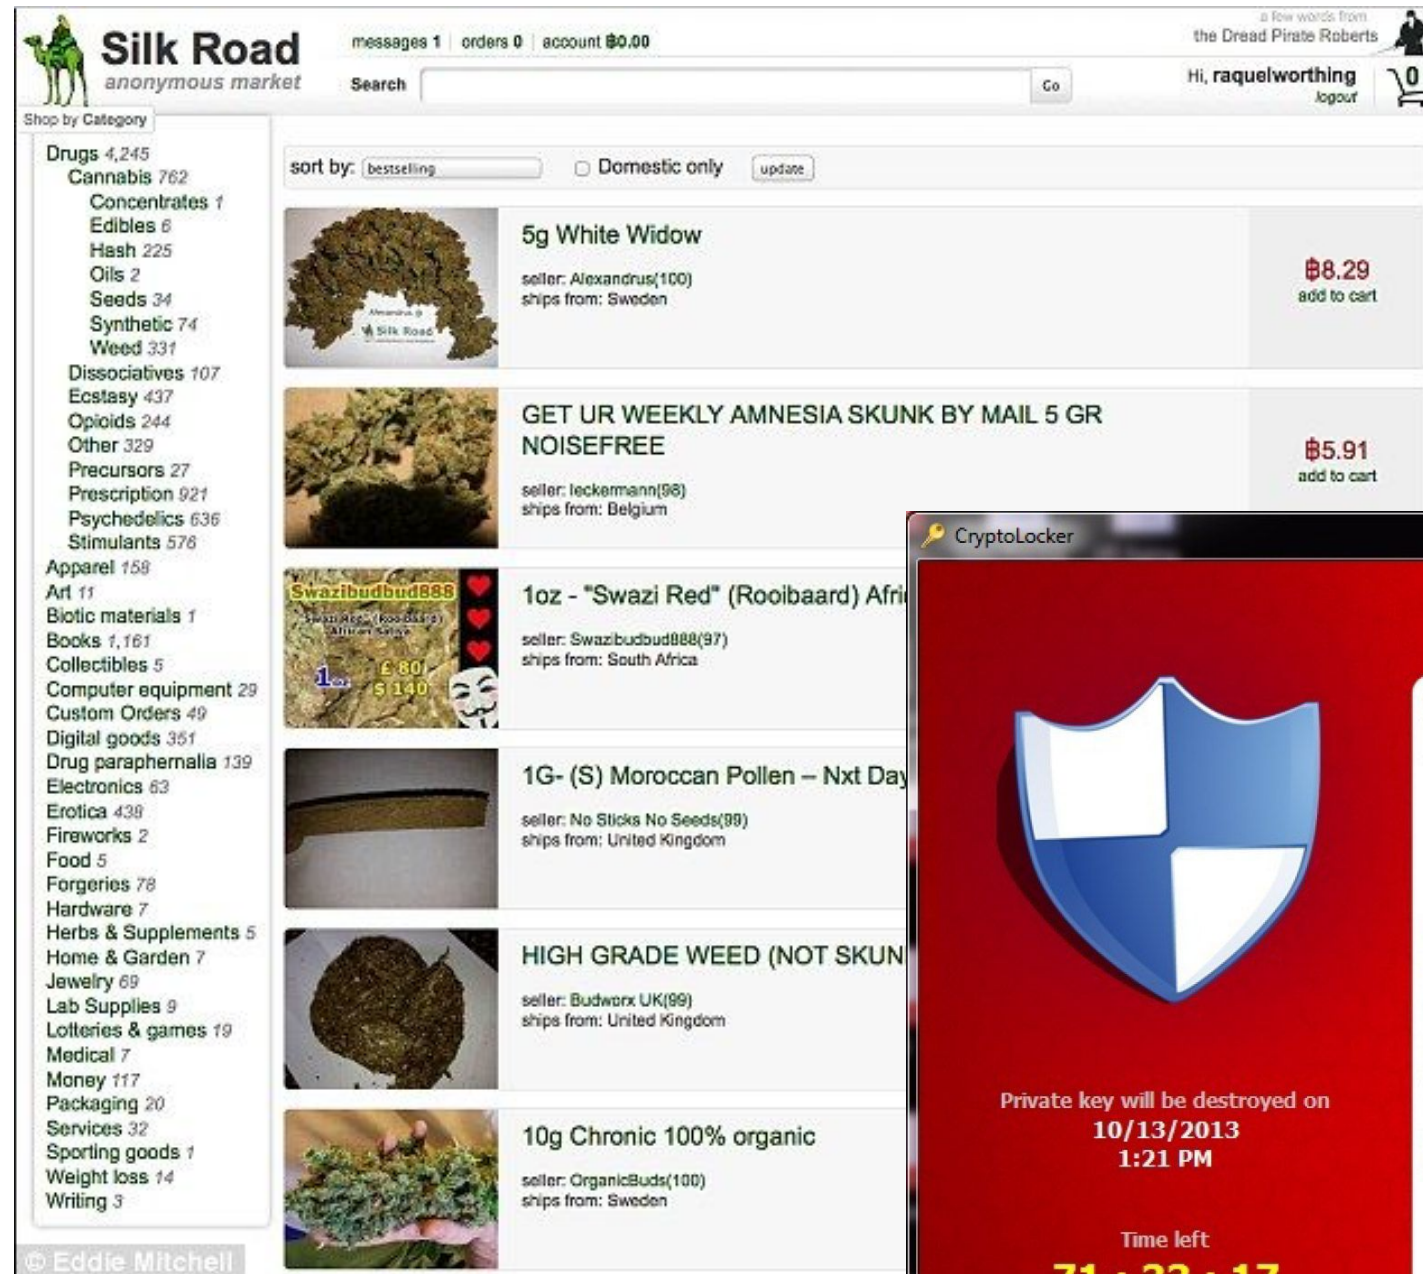 Silk Road
anonymous market
messages 1 orders 0 account ฿0.00
a few words from
the Dread Pirate Roberts
Search
Go
Hi, raquelworthing
logout
0
Shop by Category
Drugs 4,245
Cannabis 762
Concentrates 1
Edibles 6
Hash 225
Oils 2
Seeds 34
Synthetic 74
Weed 331
Dissociatives 107
Ecstasy 437
Opioids 244
Other 329
Precursors 27
Prescription 921
Psychedelics 636
Stimulants 576
Apparel 158
Art 11
Biotic materials 1
Books 1,161
Collectibles 5
Computer equipment 29
Custom Orders 49
Digital goods 351
Drug paraphernalia 139
Electronics 63
Erotica 438
Fireworks 2
Food 5
Forgeries 78
Hardware 7
Herbs & Supplements 5
Home & Garden 7
Jewelry 69
Lab Supplies 9
Lotteries & games 19
Medical 7
Money 117
Packaging 20
Services 32
Sporting goods 1
Weight loss 14
Writing 3
© Eddie Mitchell
sort by: bestselling Domestic only update
Silk Road
5g White Widow
seller: Alexandrus(100)
ships from: Sweden
฿8.29
add to cart
GET UR WEEKLY AMNESIA SKUNK BY MAIL 5 GR
NOISEFREE
seller: leckermann(98)
ships from: Belgium
฿5.91
add to cart
Swazibudbud888
"Swazi Red" (Rooibaard)
African Sativa
1oz
£ 80
$ 140
1oz - "Swazi Red" (Rooibaard) Afri
seller: Swazibudbud888(97)
ships from: South Africa
1G- (S) Moroccan Pollen – Nxt Day
seller: No Sticks No Seeds(99)
ships from: United Kingdom
HIGH GRADE WEED (NOT SKUN
seller: Budworx UK(99)
ships from: United Kingdom
10g Chronic 100% organic
seller: OrganicBuds(100)
ships from: Sweden
CryptoLocker
Private key will be destroyed on
10/13/2013
1:21 PM
Time left